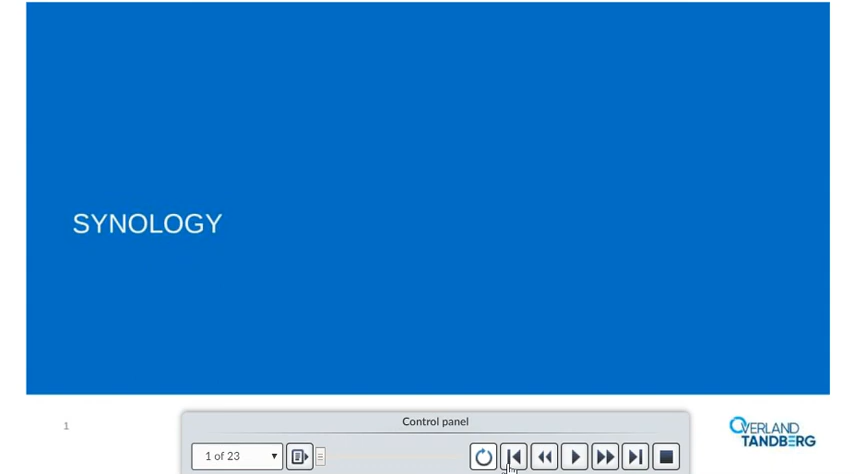 SYNOLOGY
1
Control panel
1 of 23
OVERLAND
TANDBERG